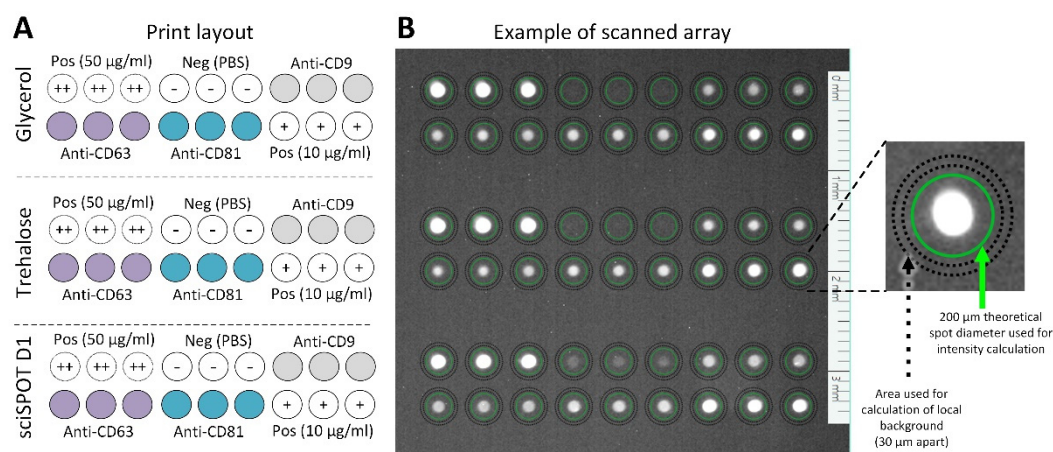 A
Print layout
Glycerol
Pos (50 µg/ml) Neg (PBS) Anti-CD9
++ ++ ++ - - -
+ + +
Anti-CD63 Anti-CD81 Pos (10 µg/ml)
Trehalose
Pos (50 µg/ml) Neg (PBS) Anti-CD9
++ ++ ++ - - -
+ + +
Anti-CD63 Anti-CD81 Pos (10 µg/ml)
sciSPOT D1
Pos (50 µg/ml) Neg (PBS) Anti-CD9
++ ++ ++ - - -
+ + +
Anti-CD63 Anti-CD81 Pos (10 µg/ml)
B
Example of scanned array
0 mm
1 mm
2 mm
3 mm
200 µm theoretical
spot diameter used for
intensity calculation
Area used for
calculation of local
background
(30 µm apart)